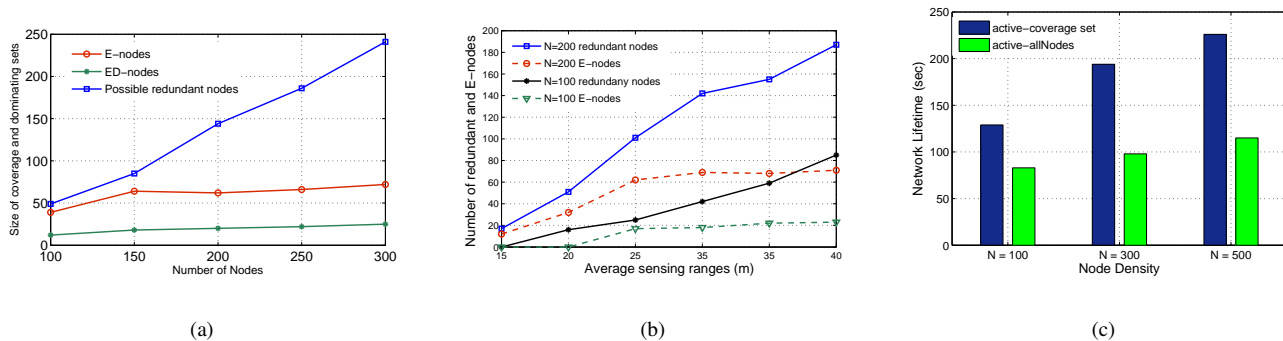 250
200
150
100
50
0
Size of coverage and dominating sets
E−nodes
ED−nodes
Possible redundant nodes
100 150 200 250 300
Number of Nodes
(a)
200
180
160
140
120
100
80
60
40
20
0
Number of redundant and E−nodes
N=200 redundant nodes
N=200 E−nodes
N=100 redundany nodes
N=100 E−nodes
15 20 25 35 35 40
Average sensing ranges (m)
(b)
250
200
150
100
50
0
Network Lifetime (sec)
active−coverage set
active−allNodes
N = 100 N = 300 N = 500
Node Density
(c)